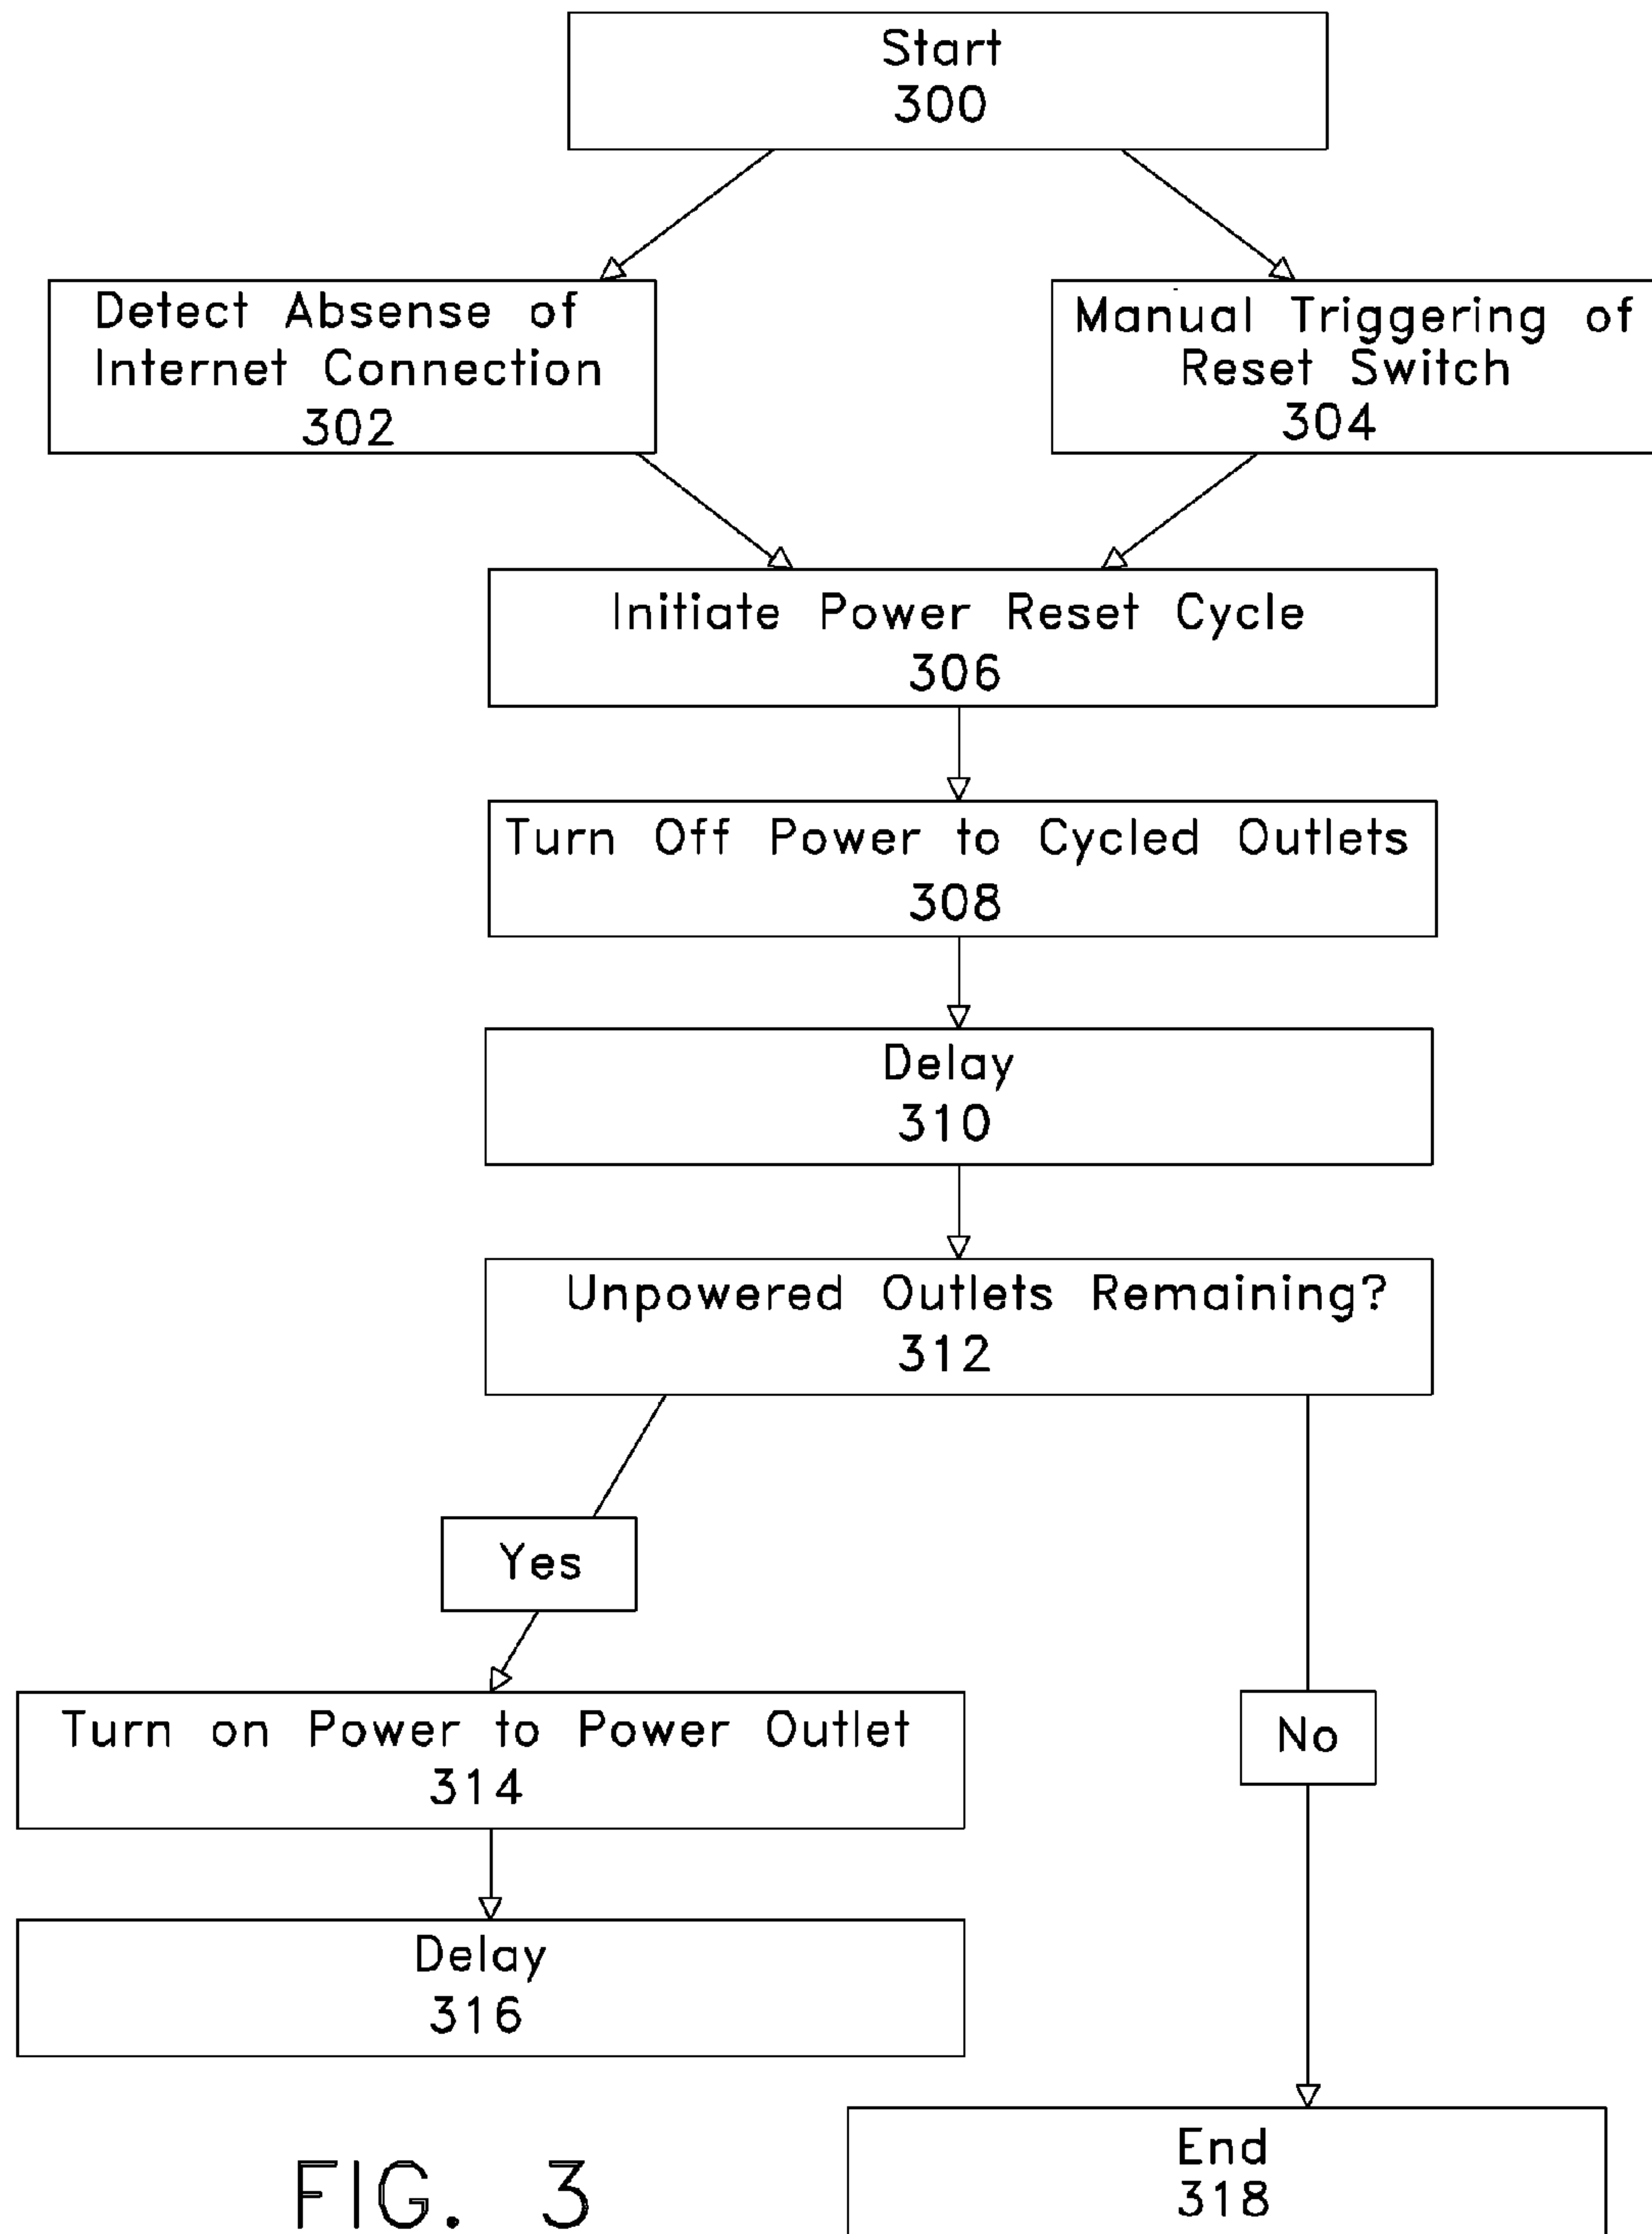 Start
300
Detect Absense of
Internet Connection
302
Manual Triggering of
Reset Switch
304
Initiate Power Reset Cycle
306
Turn Off Power to Cycled Outlets
308
Delay
310
Unpowered Outlets Remaining?
312
Yes
Turn on Power to Power Outlet
314
No
Delay
316
End
318
FIG. 3